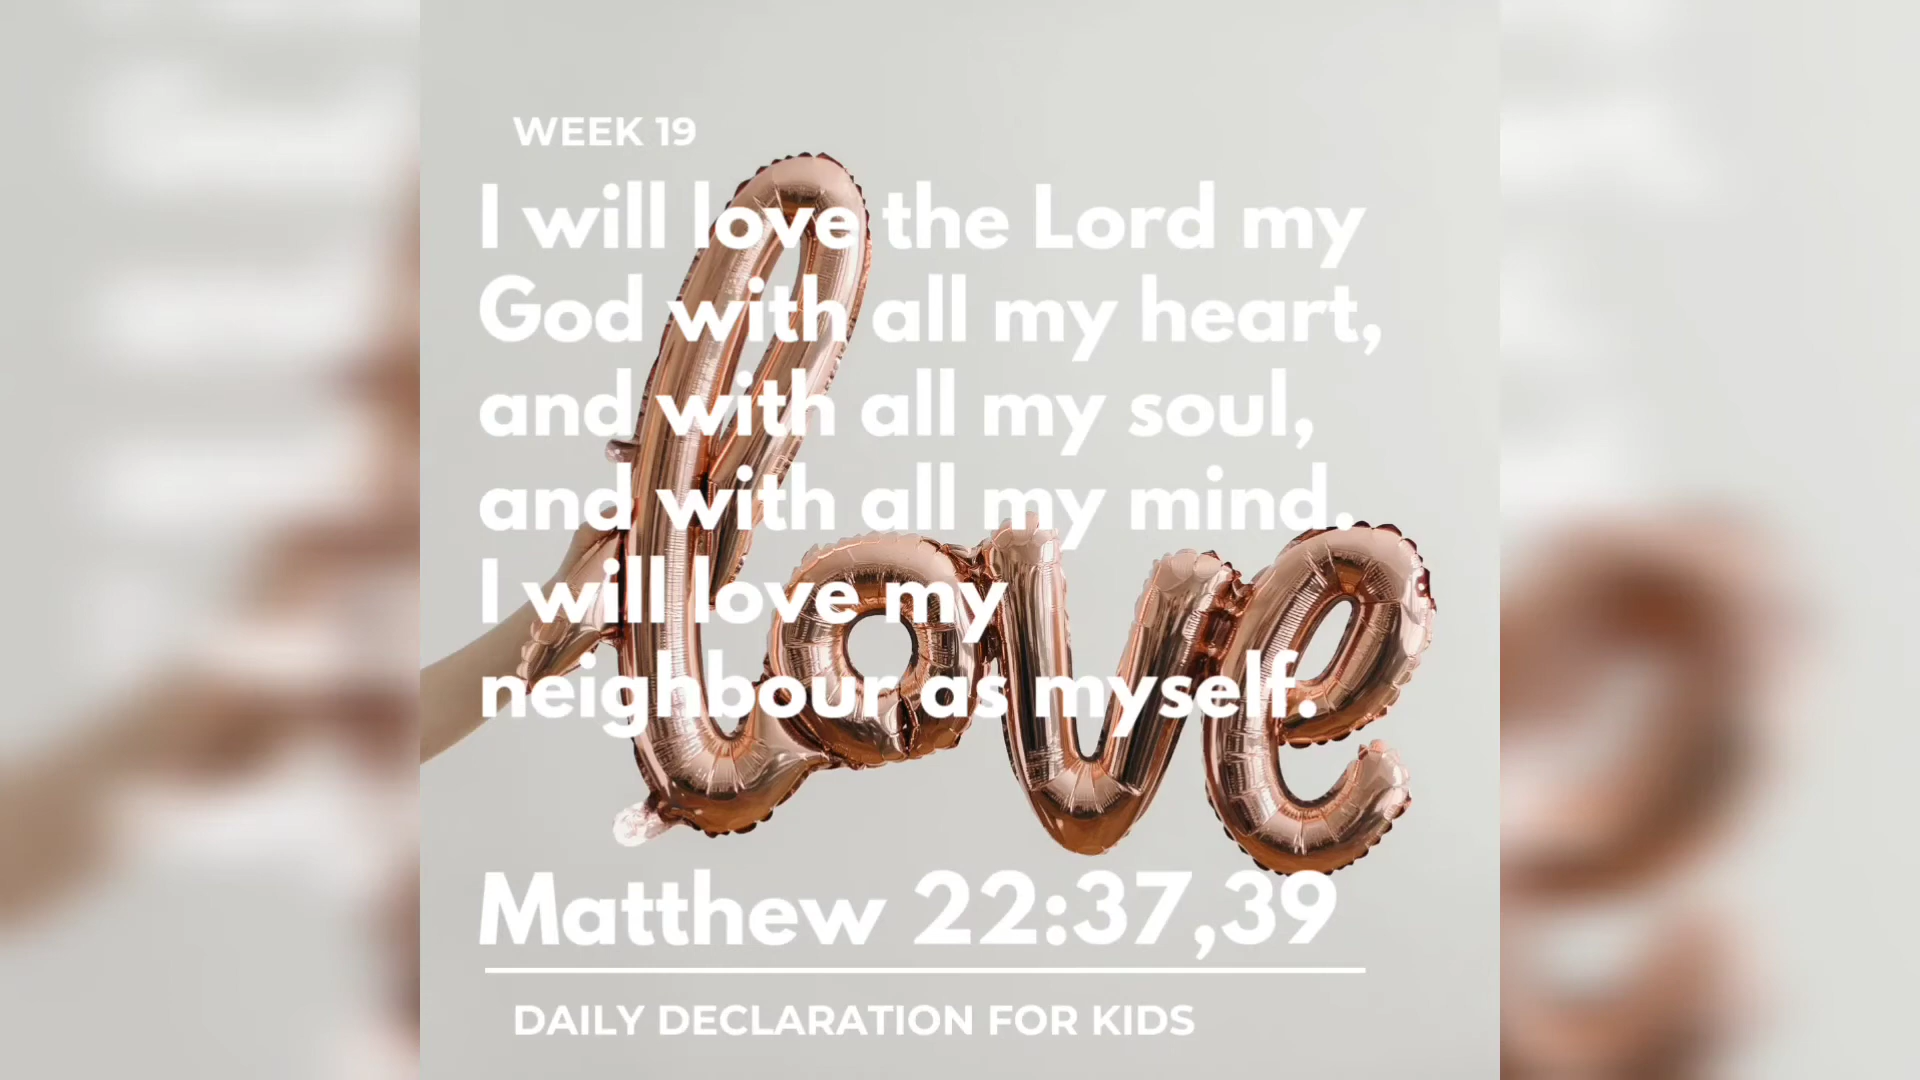 WEEK 19
I will love the Lord my
God with all my heart,
and with all my soul,
and with all my mind.
I will love my
neighbour as myself.
love
Matthew 22:37,39
DAILY DECLARATION FOR KIDS